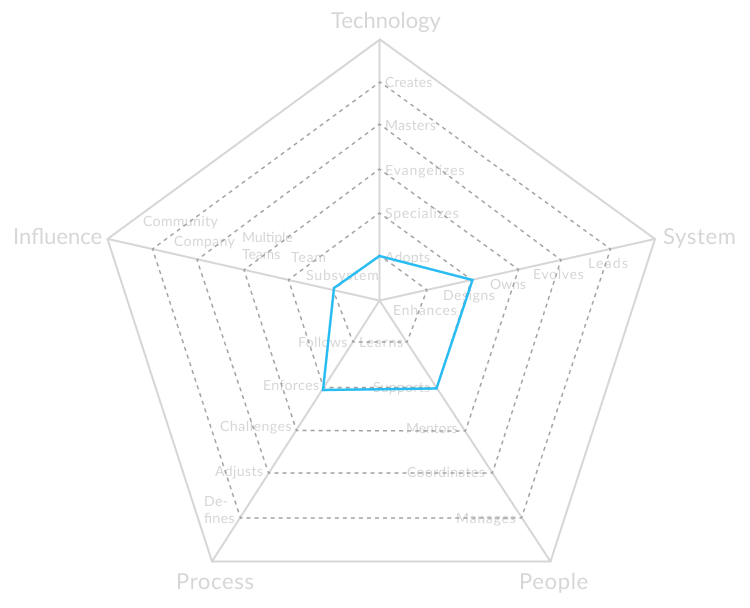 Technology
Creates
Masters
Evangelizes
Specializes
Adopts
Influence
Community
Company
Multiple
Teams
Team
Subsystem
System
Leads
Evolves
Owns
Designs
Enhances
Follows
Learns
Enforces
Supports
Challenges
Mentors
Adjusts
Coordinates
De-
fines
Manages
Process
People